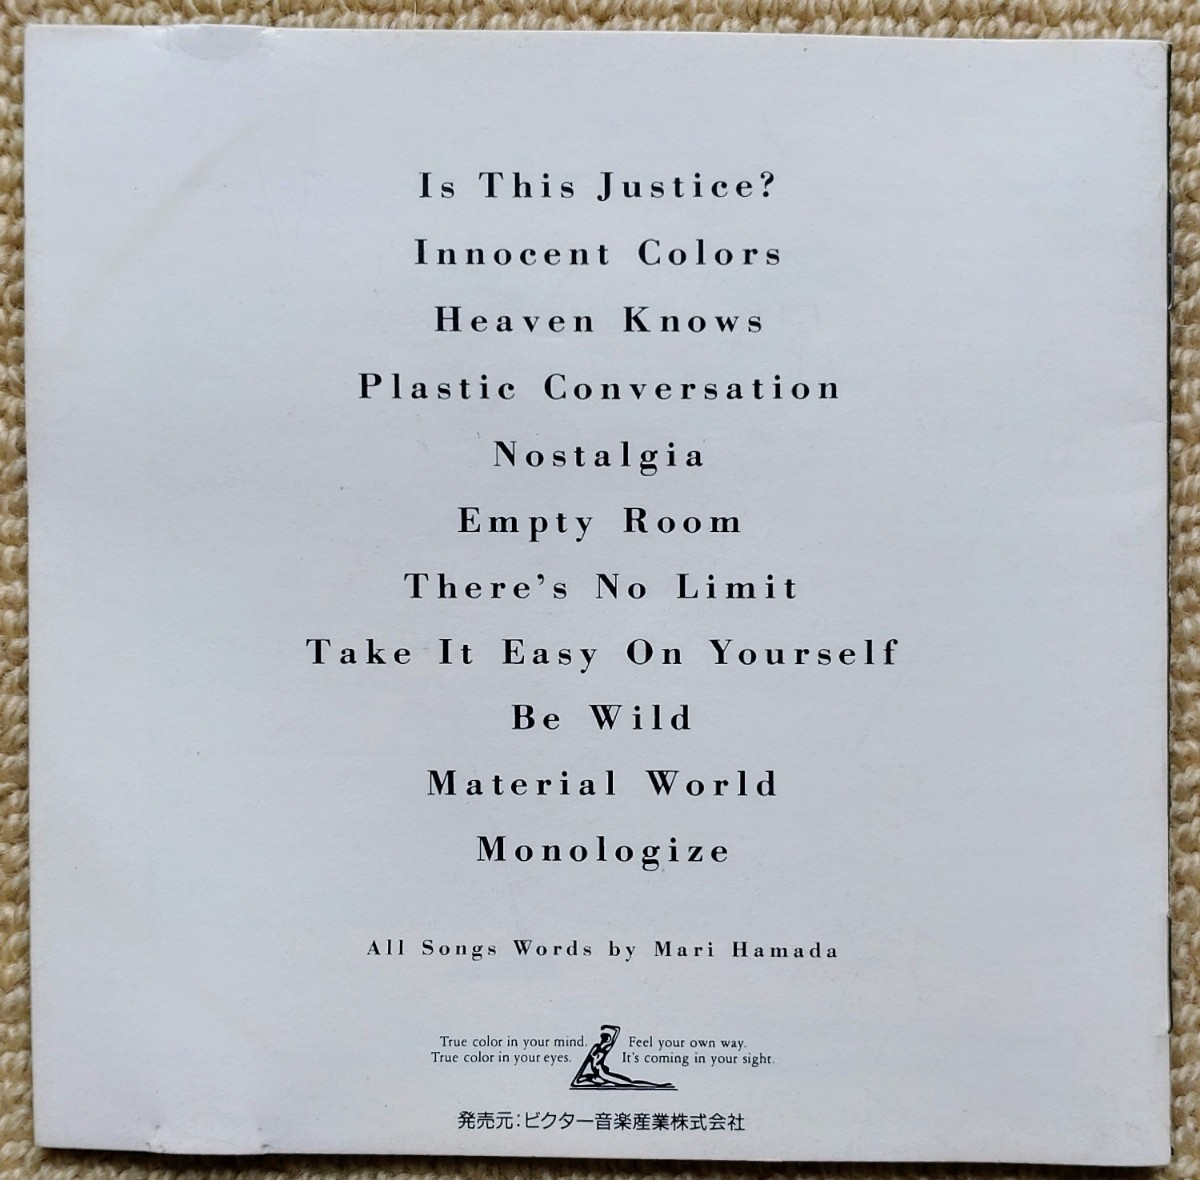 Is This Justice?
Innocent Colors
Heaven Knows
Plastic Conversation
Nostalgia
Empty Room
There's No Limit
Take It Easy On Yourself
Be Wild
Material World
Monologize
All Songs Words by Mari Hamada
True color in your mind.
True color in your eyes.
Feel your own way.
It's coming in your sight.
発売元:ビクター音楽産業株式会社